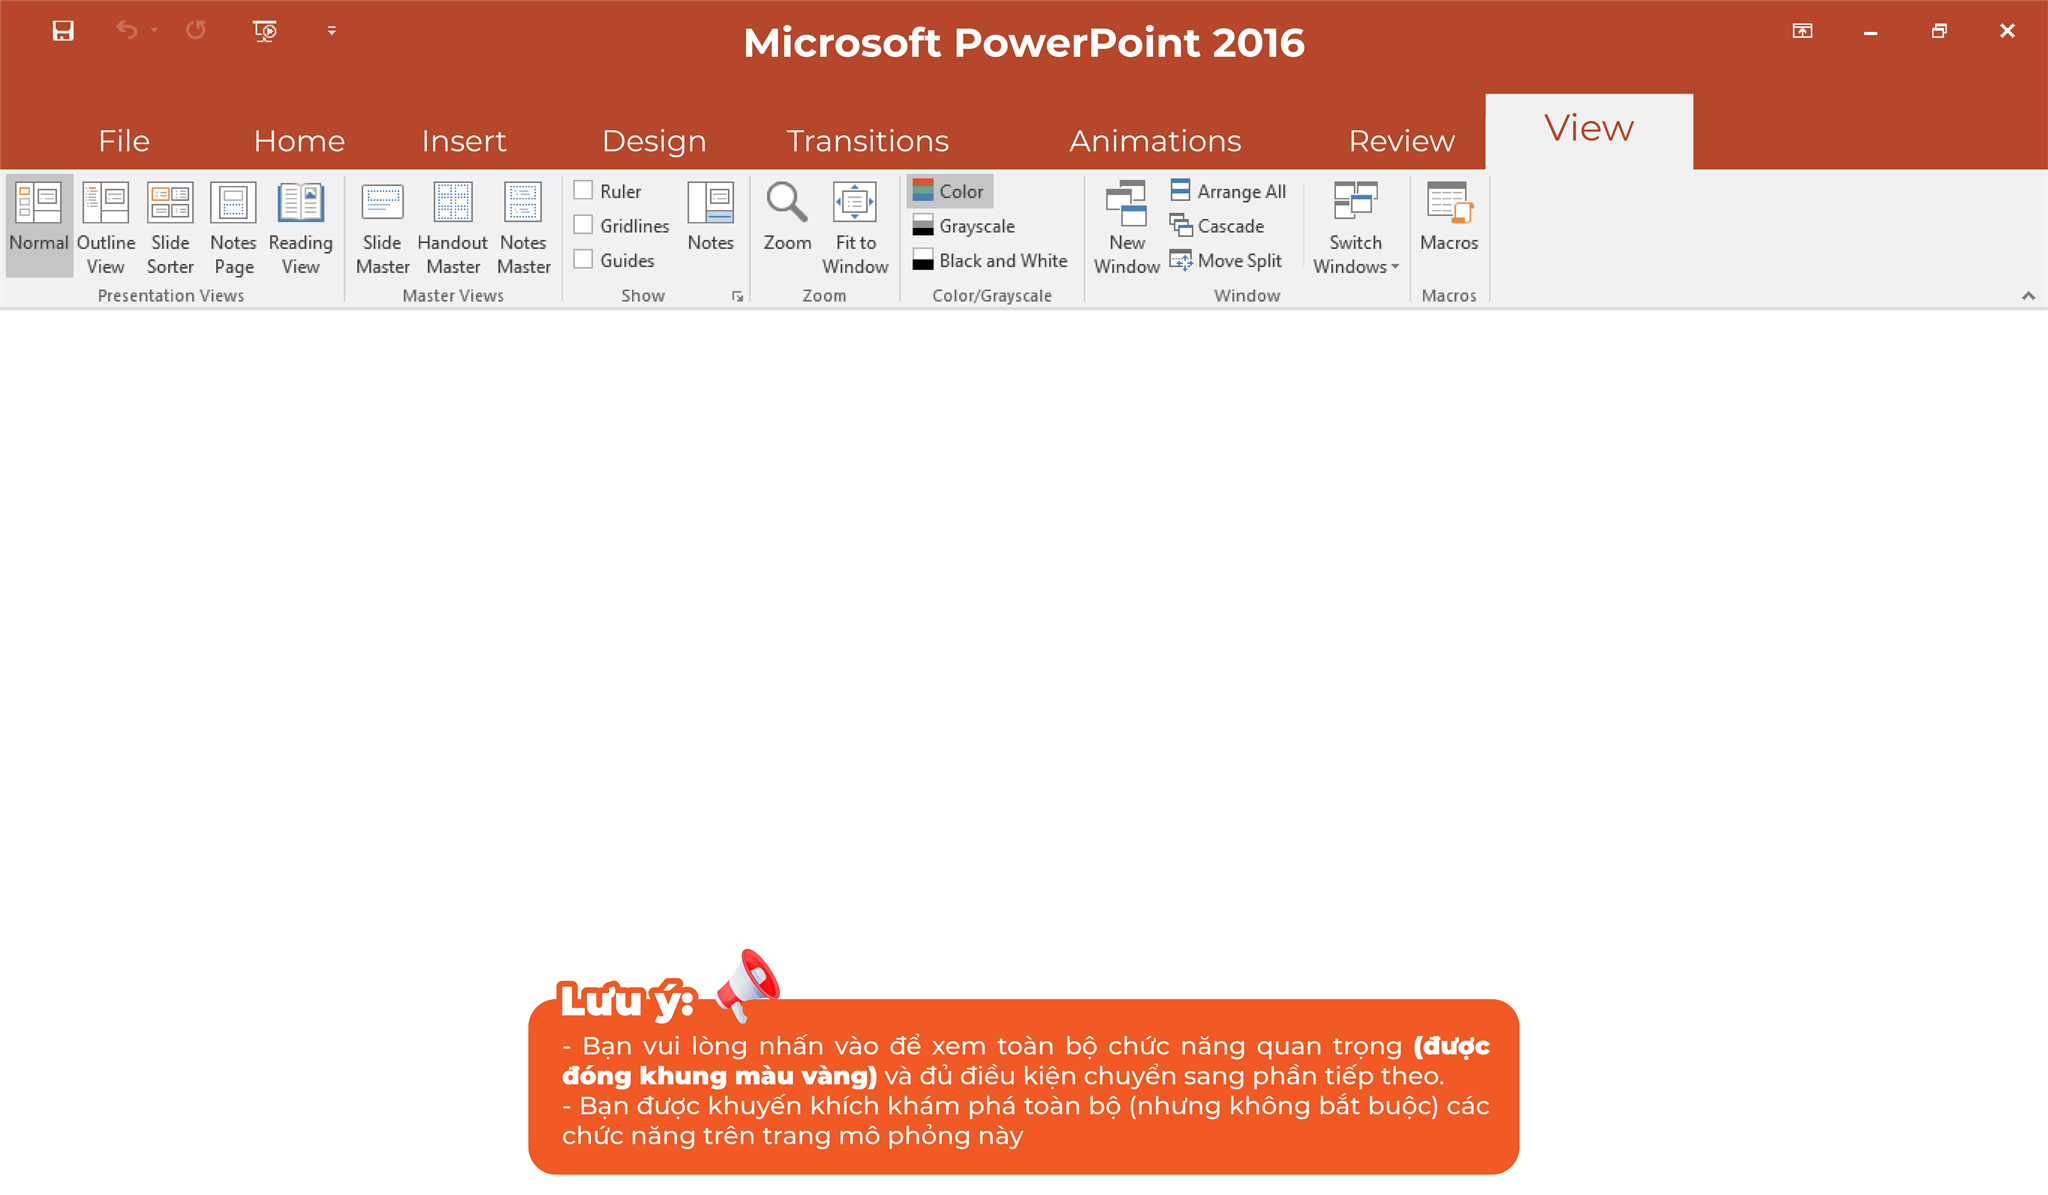 Microsoft PowerPoint 2016
File Home Insert Design Transitions Animations Review View
Normal
Outline View
Slide Sorter
Notes Page
Reading View
Presentation Views
Slide Master
Handout Master
Notes Master
Master Views
Ruler
Gridlines
Guides
Notes
Show
Zoom
Fit to Window
Zoom
Color
Grayscale
Black and White
Color/Grayscale
New Window
Arrange All
Cascade
Move Split
Switch Windows
Window
Macros
Macros
Lưu ý:
- Bạn vui lòng nhấn vào để xem toàn bộ chức năng quan trọng (được
đóng khung màu vàng) và đủ điều kiện chuyển sang phần tiếp theo.
- Bạn được khuyến khích khám phá toàn bộ (nhưng không bắt buộc) các
chức năng trên trang mô phỏng này